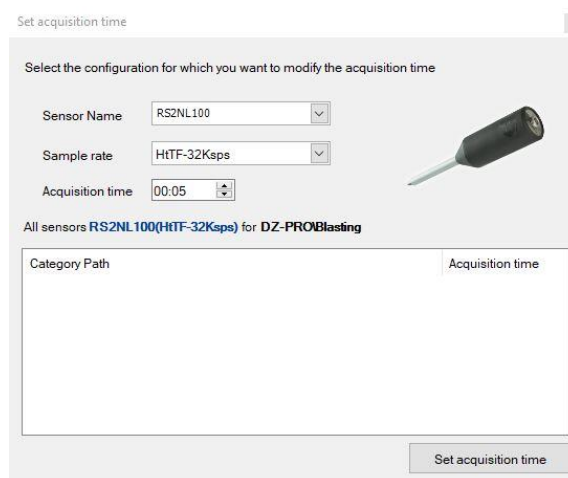 Set acquisition time
Select the configuration for which you want to modify the acquisition time
Sensor Name RS2NL100
Sample rate HtTF-32Ksps
Acquisition time 00:05
All sensors RS2NL100(HtTF-32Ksps) for DZ-PRO\Blasting
Category Path Acquisition time
Set acquisition time